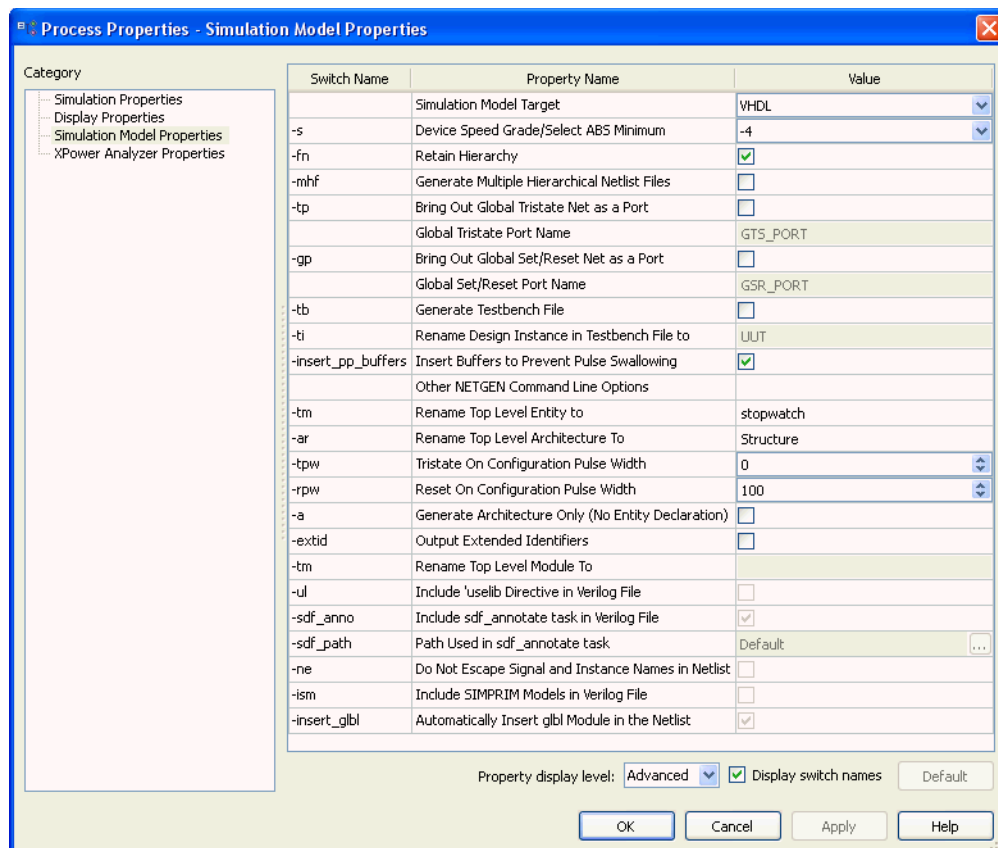 Process Properties - Simulation Model Properties
Category
Simulation Properties
Display Properties
Simulation Model Properties
XPower Analyzer Properties
Switch Name Property Name Value
Simulation Model Target VHDL
-s Device Speed Grade/Select ABS Minimum -4
-fn Retain Hierarchy
-mhf Generate Multiple Hierarchical Netlist Files
-tp Bring Out Global Tristate Net as a Port
Global Tristate Port Name GTS_PORT
-gp Bring Out Global Set/Reset Net as a Port
Global Set/Reset Port Name GSR_PORT
-tb Generate Testbench File
-ti Rename Design Instance in Testbench File to UUT
-insert_pp_buffers Insert Buffers to Prevent Pulse Swallowing
Other NETGEN Command Line Options
-tm Rename Top Level Entity to stopwatch
-ar Rename Top Level Architecture To Structure
-tpw Tristate On Configuration Pulse Width 0
-rpw Reset On Configuration Pulse Width 100
-a Generate Architecture Only (No Entity Declaration)
-extid Output Extended Identifiers
-tm Rename Top Level Module To
-ul Include 'uselib Directive in Verilog File
-sdf_anno Include sdf_annotate task in Verilog File
-sdf_path Path Used in sdf_annotate task Default ...
-ne Do Not Escape Signal and Instance Names in Netlist
-ism Include SIMPRIM Models in Verilog File
-insert_glbl Automatically Insert glbl Module in the Netlist
Property display level: Advanced Display switch names Default
OK Cancel Apply Help